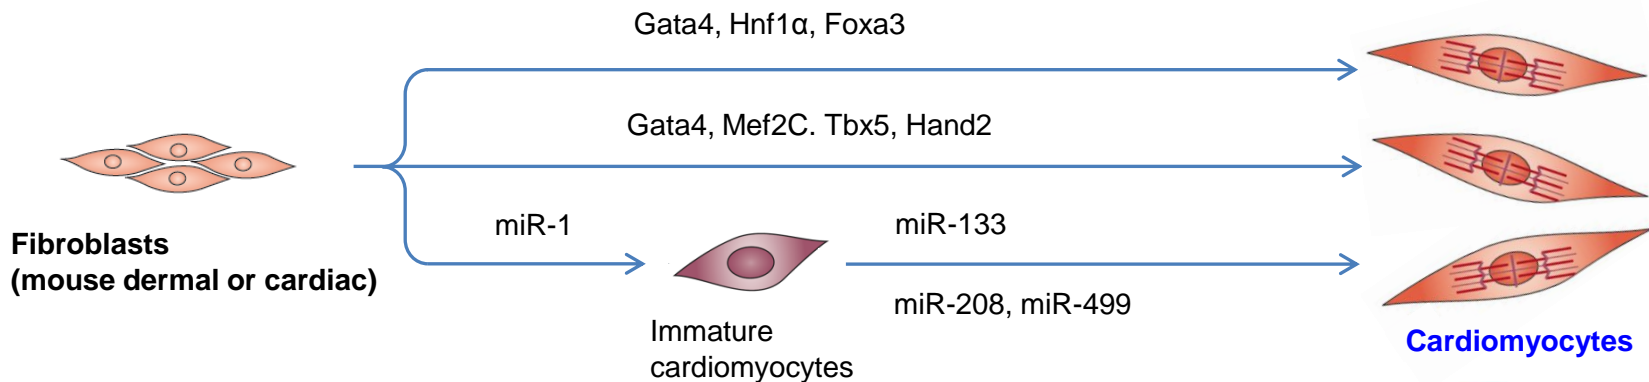 Gata4, Hnf1α, Foxa3
Gata4, Mef2C. Tbx5, Hand2
miR-1
miR-133
Fibroblasts
(mouse dermal or cardiac)
miR-208, miR-499
Immature
cardiomyocytes
Cardiomyocytes